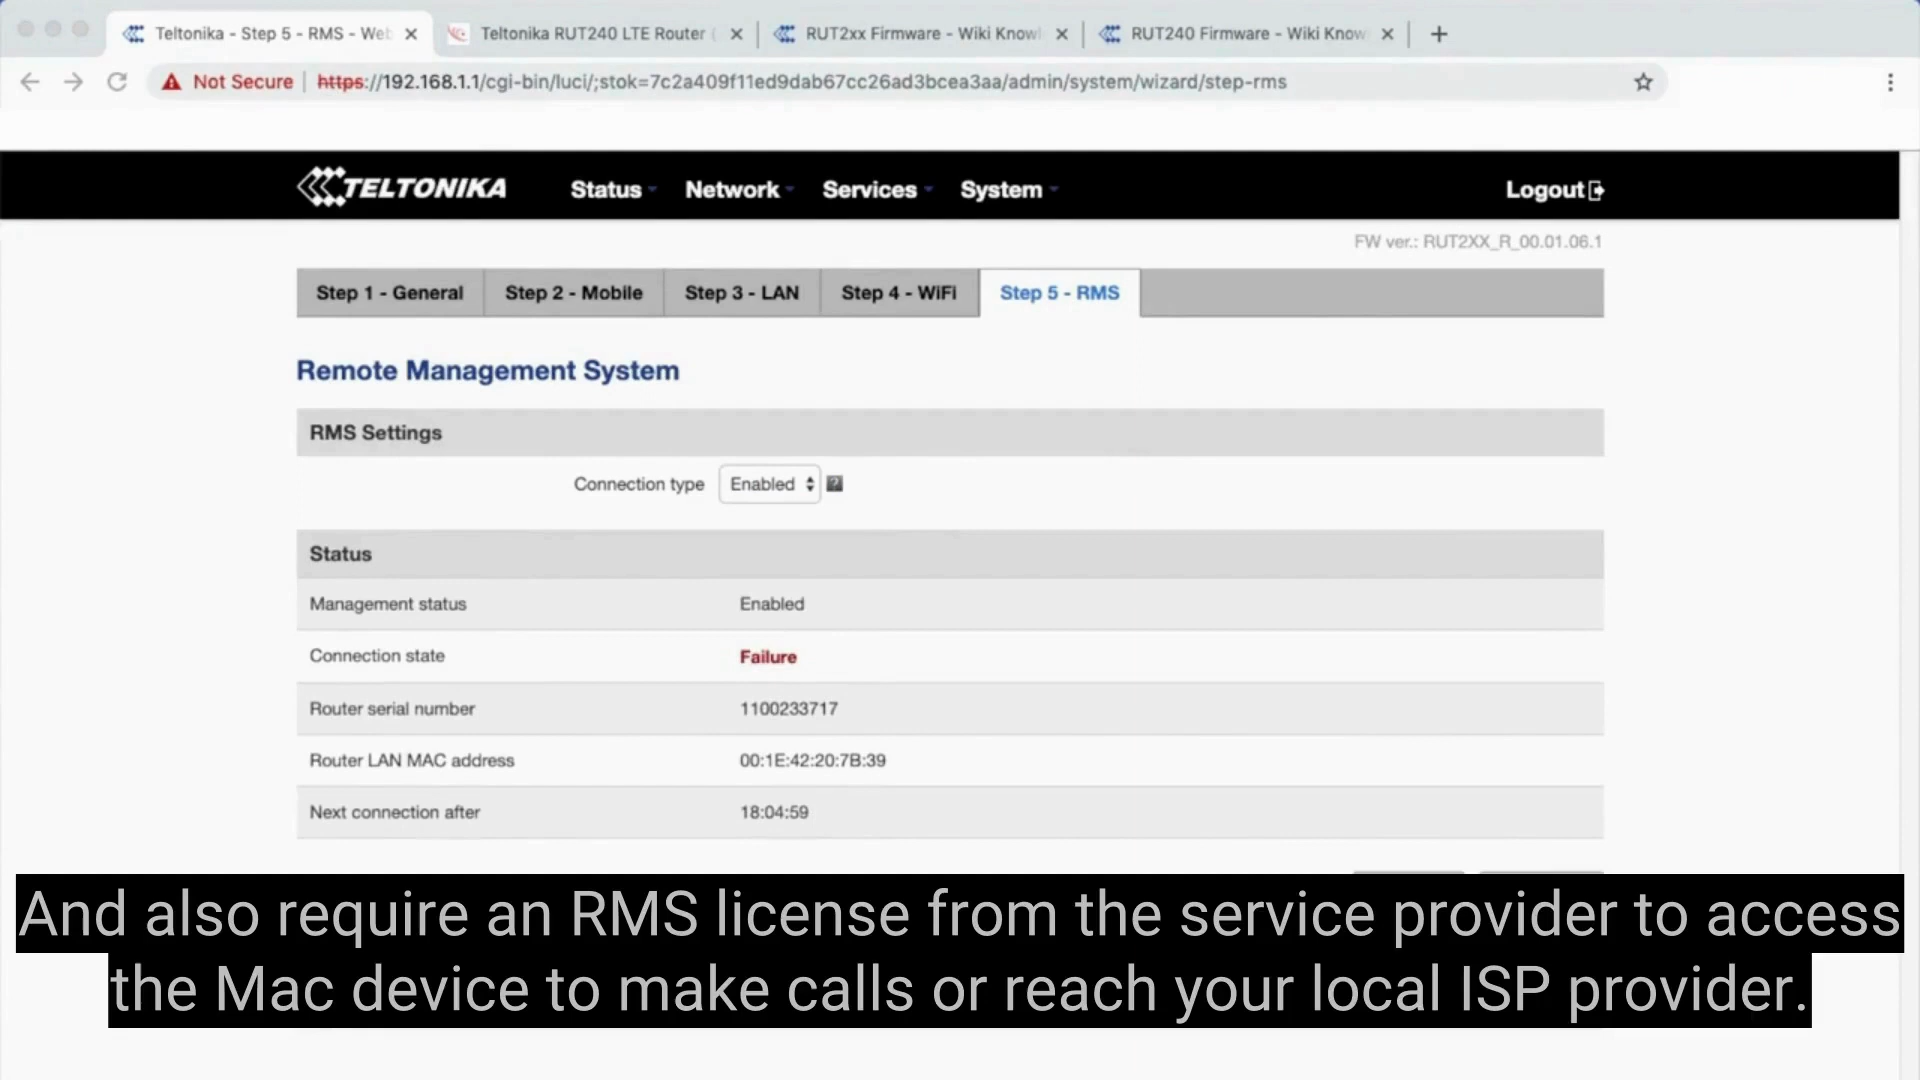 Teltonika - Step 5 - RMS - Web
Teltonika RUT240 LTE Router (
RUT2xx Firmware - Wiki Knowl
RUT240 Firmware - Wiki Know
Not Secure
https://192.168.1.1/cgi-bin/luci/;stok=7c2a409f11ed9dab67cc26ad3bcea3aa/admin/system/wizard/step-rms
TELTONIKA
Status
Network
Services
System
Logout
FW ver.: RUT2XX_R_00.01.06.1
Step 1 - General
Step 2 - Mobile
Step 3 - LAN
Step 4 - WiFi
Step 5 - RMS
Remote Management System
RMS Settings
Connection type Enabled ?
Status
Management status Enabled
Connection state Failure
Router serial number 1100233717
Router LAN MAC address 00:1E:42:20:7B:39
Next connection after 18:04:59
And also require an RMS license from the service provider to access
the Mac device to make calls or reach your local ISP provider.